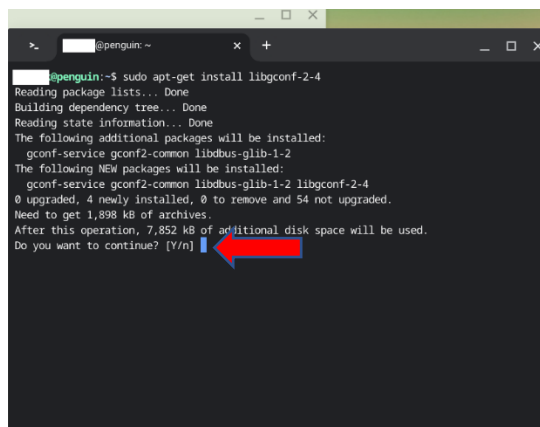 @penguin: ~
@penguin:~$ sudo apt-get install libgconf-2-4
Reading package lists... Done
Building dependency tree... Done
Reading state information... Done
The following additional packages will be installed:
  gconf-service gconf2-common libdbus-glib-1-2
The following NEW packages will be installed:
  gconf-service gconf2-common libdbus-glib-1-2 libgconf-2-4
0 upgraded, 4 newly installed, 0 to remove and 54 not upgraded.
Need to get 1,898 kB of archives.
After this operation, 7,852 kB of additional disk space will be used.
Do you want to continue? [Y/n]